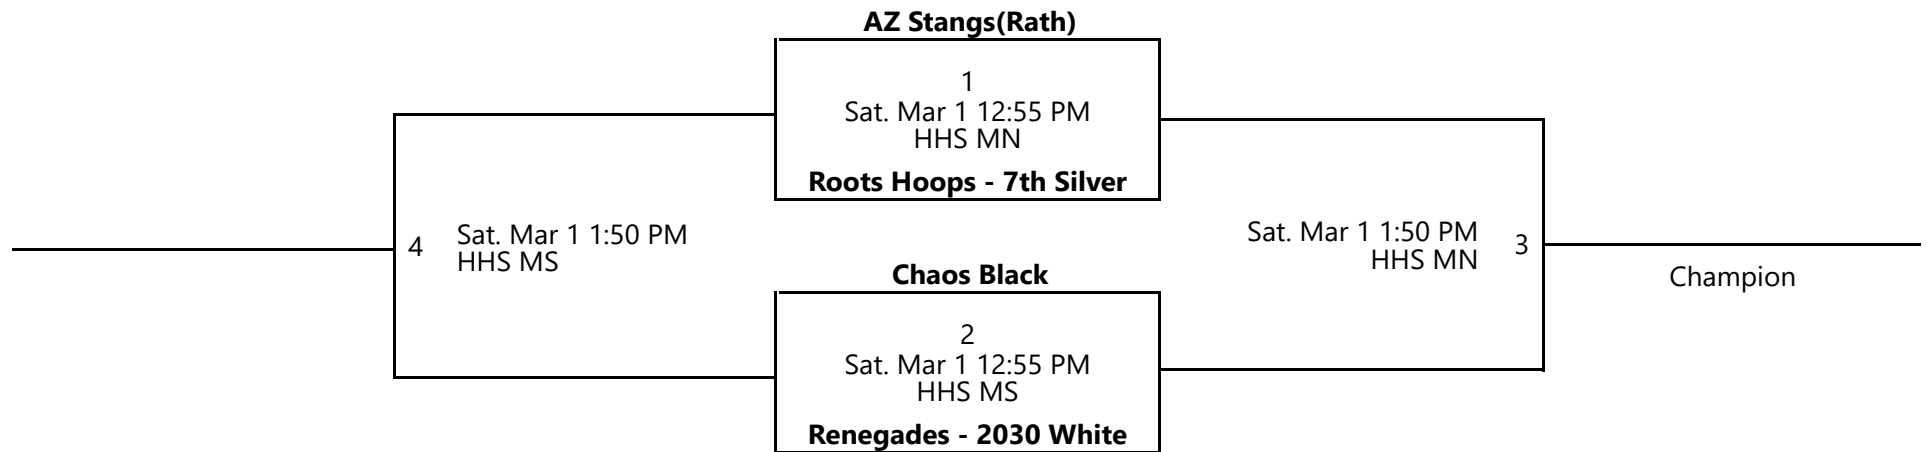 AZ Stangs(Rath)
1
Sat. Mar 1 12:55 PM
HHS MN
Roots Hoops - 7th Silver
4
Sat. Mar 1 1:50 PM
HHS MS
Sat. Mar 1 1:50 PM
HHS MN
3
Champion
Chaos Black
2
Sat. Mar 1 12:55 PM
HHS MS
Renegades - 2030 White